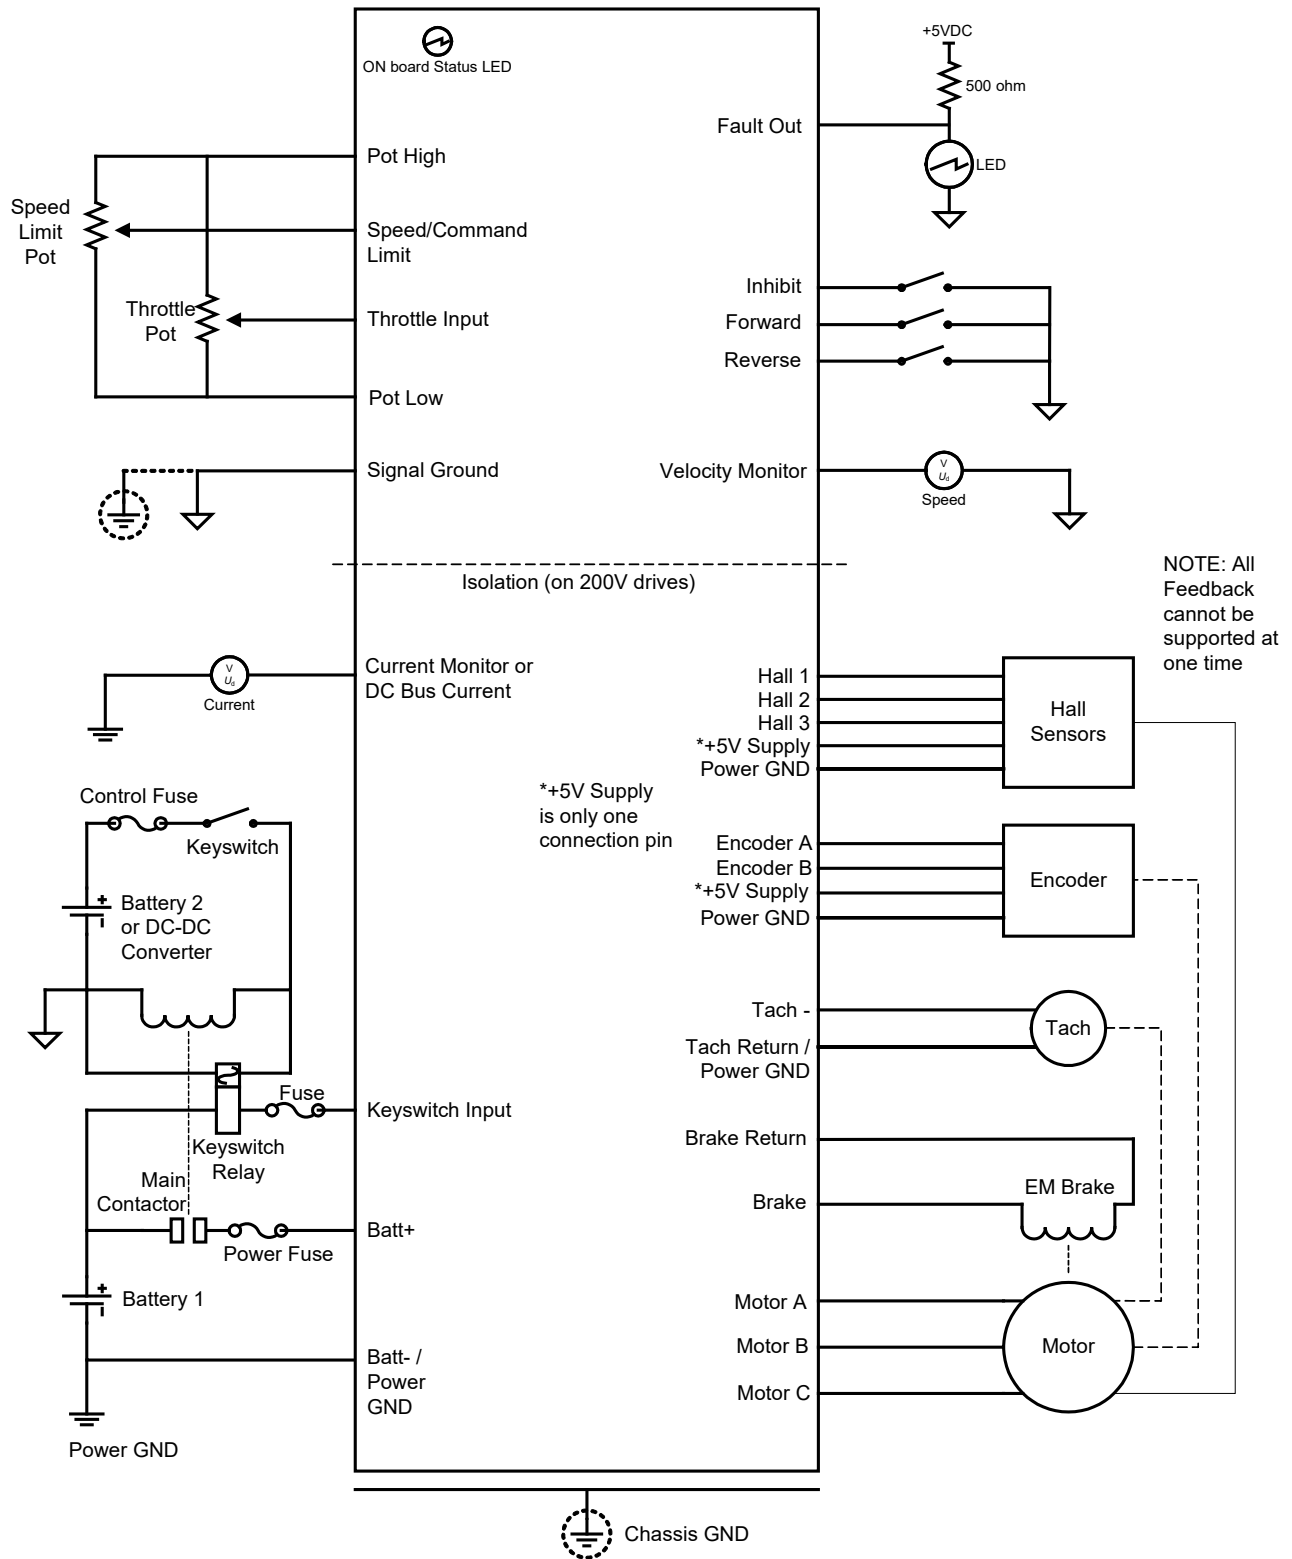 ON board Status LED
+5VDC
500 ohm
Fault Out
LED
Pot High
Speed
Limit
Pot
Speed/Command
Limit
Inhibit
Throttle
Pot
Throttle Input
Forward
Reverse
Pot Low
Signal Ground
Velocity Monitor
V
Ud
Speed
Isolation (on 200V drives)
NOTE: All
Feedback
cannot be
supported at
one time
V
Ud
Current
Current Monitor or
DC Bus Current
Hall 1
Hall 2
Hall 3
*+5V Supply
Power GND
Hall
Sensors
Control Fuse
Keyswitch
*+5V Supply
is only one
connection pin
Encoder A
Encoder B
*+5V Supply
Power GND
Encoder
+
Battery 2
or DC-DC
Converter
Tach -
Tach Return /
Power GND
Tach
Fuse
Keyswitch Input
Keyswitch
Relay
Brake Return
Main
Contactor
EM Brake
Brake
Batt+
Power Fuse
+
Battery 1
Motor A
Motor B
Motor C
Motor
Batt- /
Power
GND
Power GND
Chassis GND